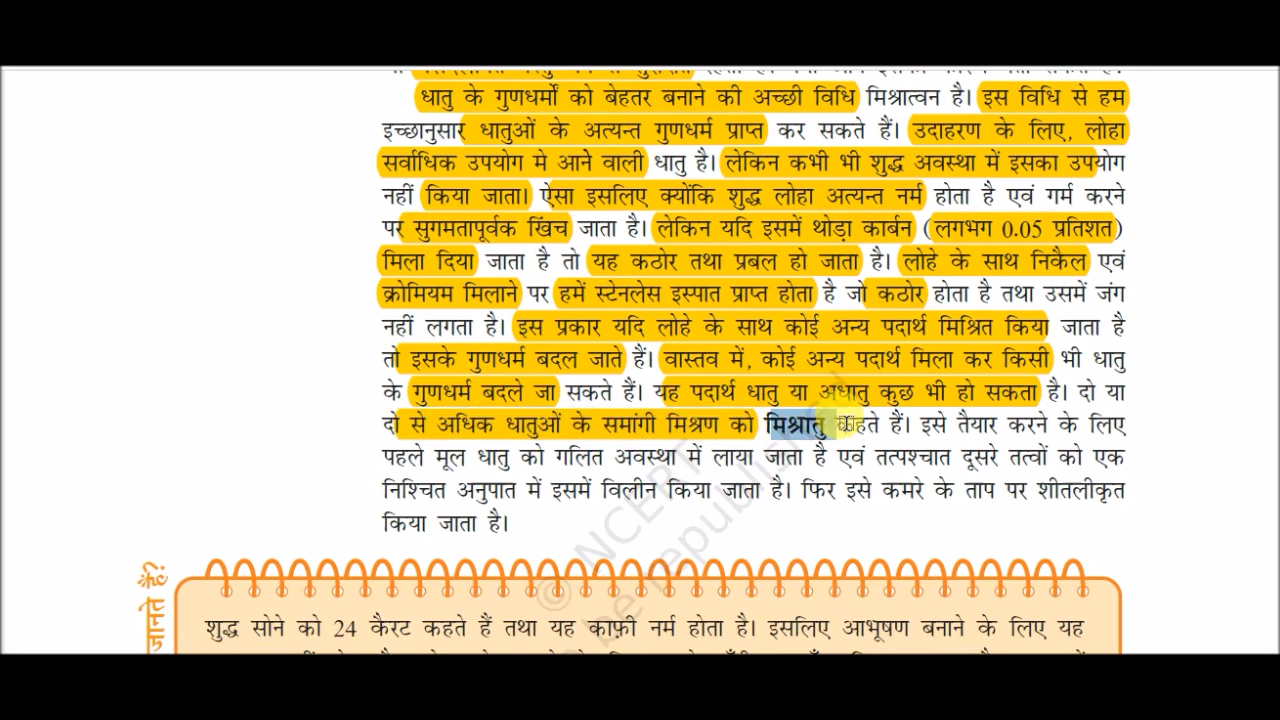 धातु के गुणधर्मों को बेहतर बनाने की अच्छी विधि मिश्रात्वन है। इस विधि से हम
इच्छानुसार धातुओं के अत्यन्त गुणधर्म प्राप्त कर सकते हैं। उदाहरण के लिए, लोहा
सर्वाधिक उपयोग मे आने वाली धातु है। लेकिन कभी भी शुद्ध अवस्था में इसका उपयोग
नहीं किया जाता। ऐसा इसलिए क्योंकि शुद्ध लोहा अत्यन्त नर्म होता है एवं गर्म करने
पर सुगमतापूर्वक खिंच जाता है। लेकिन यदि इसमें थोड़ा कार्बन (लगभग 0.05 प्रतिशत)
मिला दिया जाता है तो यह कठोर तथा प्रबल हो जाता है। लोहे के साथ निकैल एवं
क्रोमियम मिलाने पर हमें स्टेनलेस इस्पात प्राप्त होता है जो कठोर होता है तथा उसमें जंग
नहीं लगता है। इस प्रकार यदि लोहे के साथ कोई अन्य पदार्थ मिश्रित किया जाता है
तो इसके गुणधर्म बदल जाते हैं। वास्तव में, कोई अन्य पदार्थ मिला कर किसी भी धातु
के गुणधर्म बदले जा सकते हैं। यह पदार्थ धातु या अधातु कुछ भी हो सकता है। दो या
दो से अधिक धातुओं के समांगी मिश्रण को मिश्रातु कहते हैं। इसे तैयार करने के लिए
पहले मूल धातु को गलित अवस्था में लाया जाता है एवं तत्पश्चात दूसरे तत्वों को एक
निश्चित अनुपात में इसमें विलीन किया जाता है। फिर इसे कमरे के ताप पर शीतलीकृत
किया जाता है।
© NCERT
be republished
जानते हैं?
शुद्ध सोने को 24 कैरट कहते हैं तथा यह काफ़ी नर्म होता है। इसलिए आभूषण बनाने के लिए यह